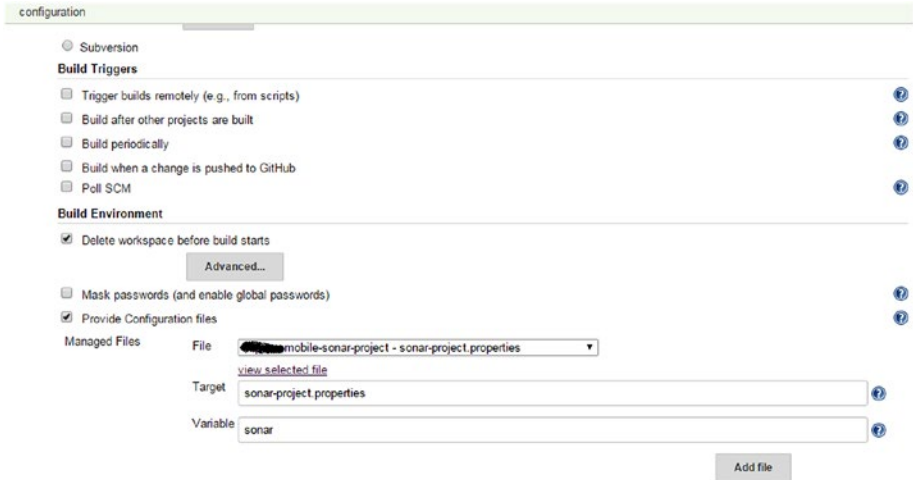 configuration
Subversion
Build Triggers
Trigger builds remotely (e.g., from scripts)
Build after other projects are built
Build periodically
Build when a change is pushed to GitHub
Poll SCM
Build Environment
Delete workspace before build starts
Advanced...
Mask passwords (and enable global passwords)
Provide Configuration files
Managed Files File mobile-sonar-project - sonar-project.properties
view selected file
Target sonar-project.properties
Variable sonar
Add file